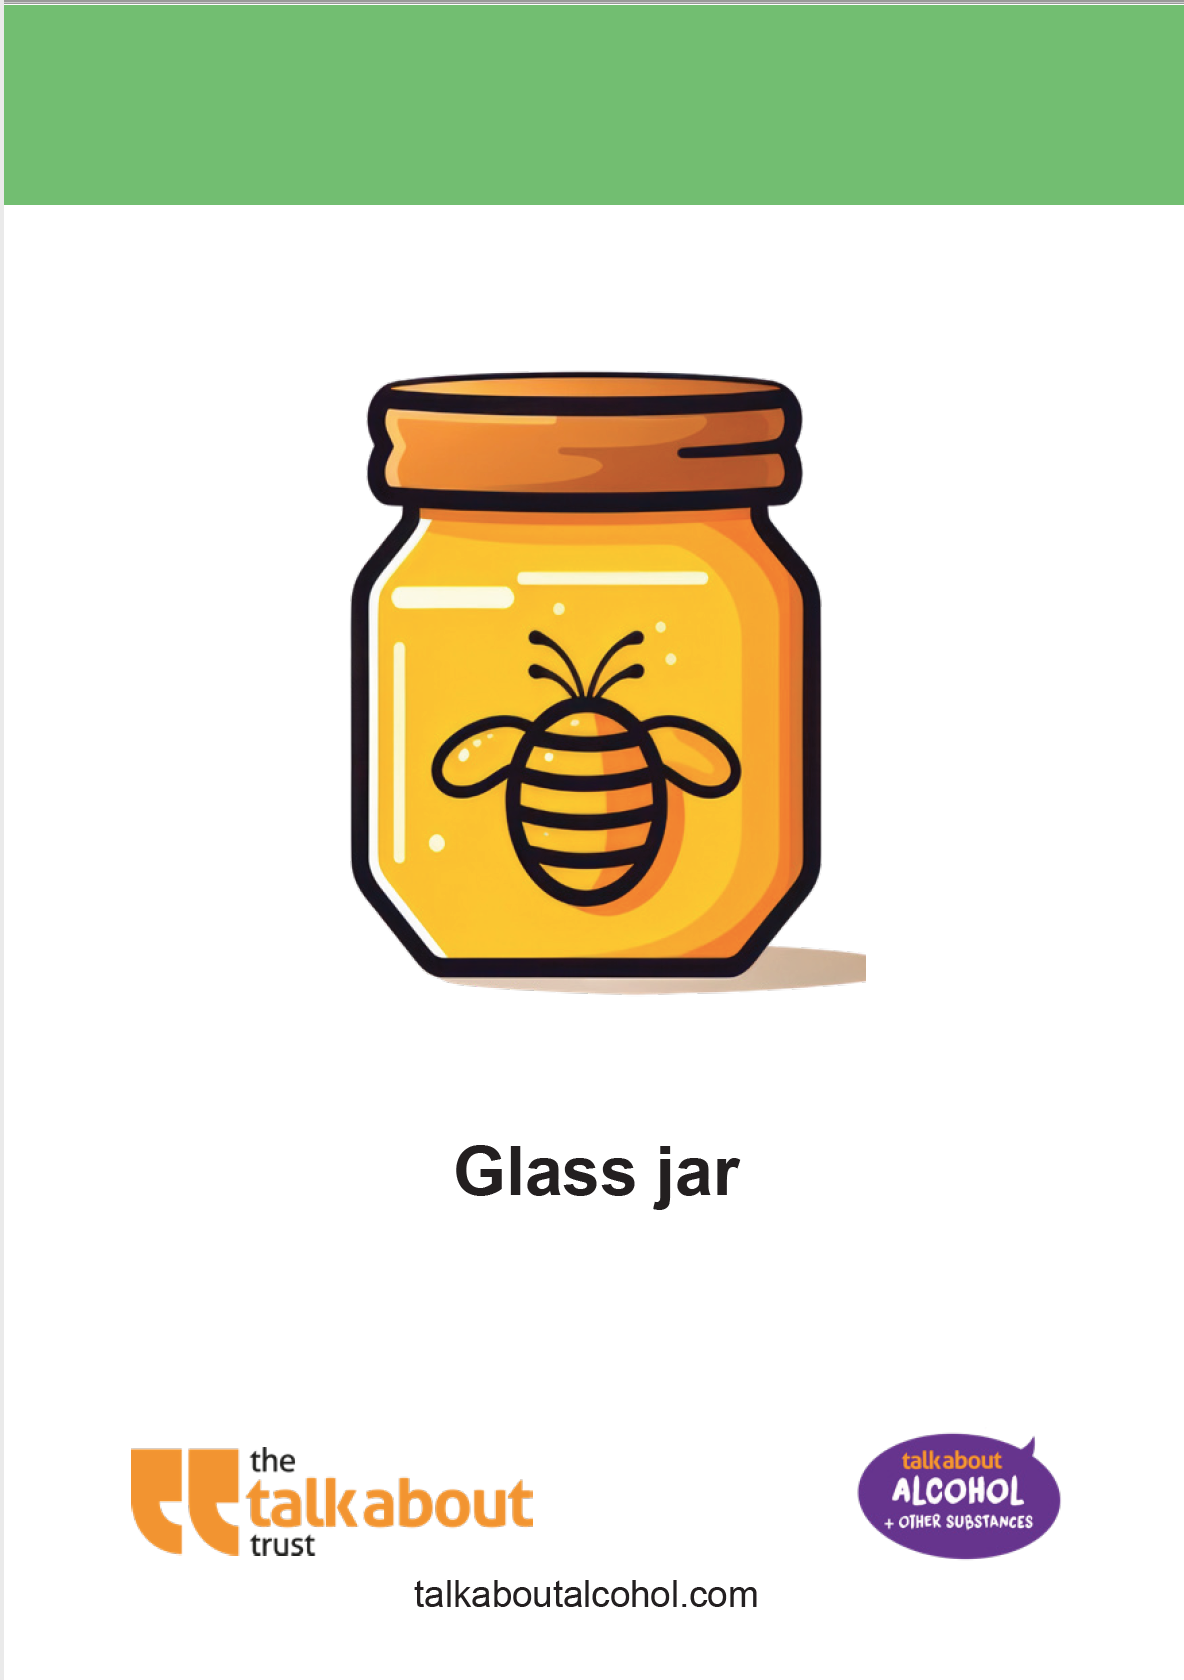 Glass jar
the
talkabout
trust
talkabout
ALCOHOL
+ OTHER SUBSTANCES
talkaboutalcohol.com